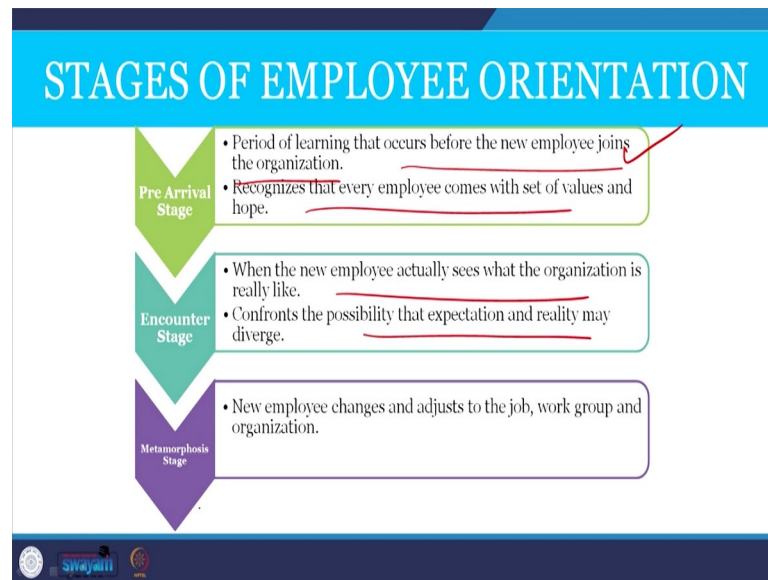 STAGES OF EMPLOYEE ORIENTATION
Pre Arrival
Stage
• Period of learning that occurs before the new employee joins
the organization.
• Recognizes that every employee comes with set of values and
hope.
Encounter
Stage
• When the new employee actually sees what the organization is
really like.
• Confronts the possibility that expectation and reality may
diverge.
Metamorphosis
Stage
• New employee changes and adjusts to the job, work group and
organization.
swayam